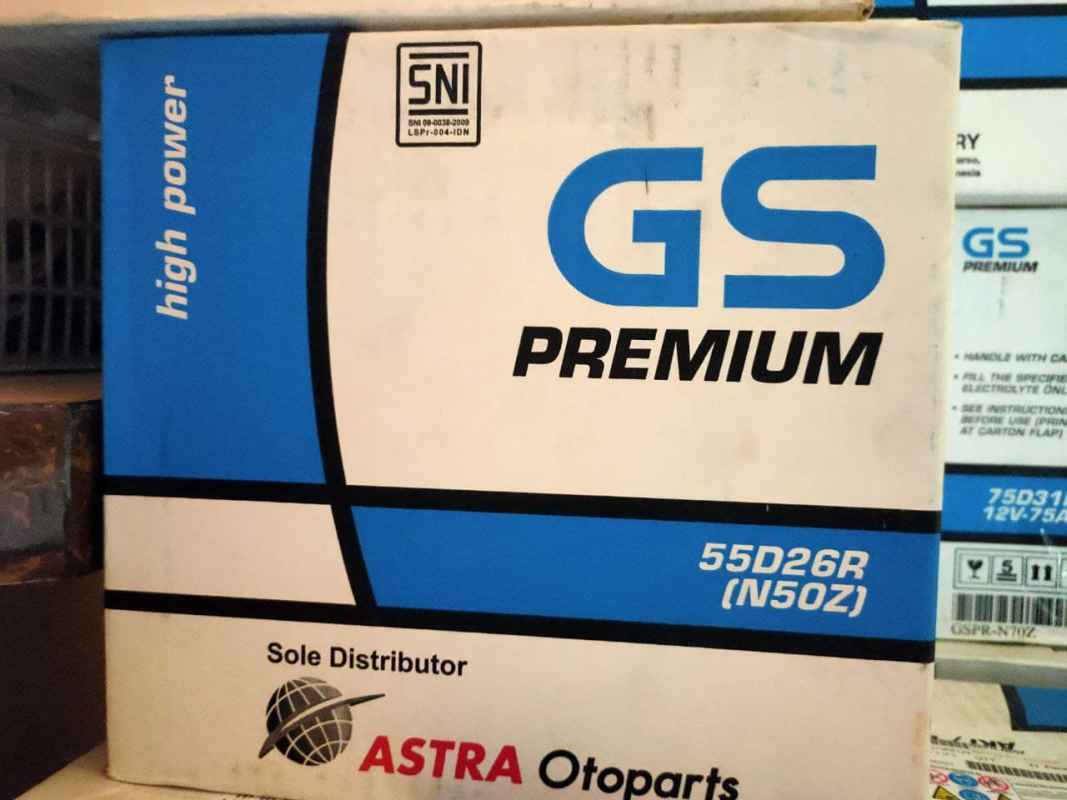 high power
SNI
SNI 09-0038-2009
LSPr-004-IDN
GS
PREMIUM
55D26R
(N50Z)
Sole Distributor
ASTRA Otoparts
RY
GS
PREMIUM
• HANDLE WITH CA
• FILL THE SPECIFIE
ELECTROLYTE ONL
• SEE INSTRUCTION
BEFORE USE (PRIN
AT CARTON FLAP)
75D31
12V-75A
5
GSPR-N70Z